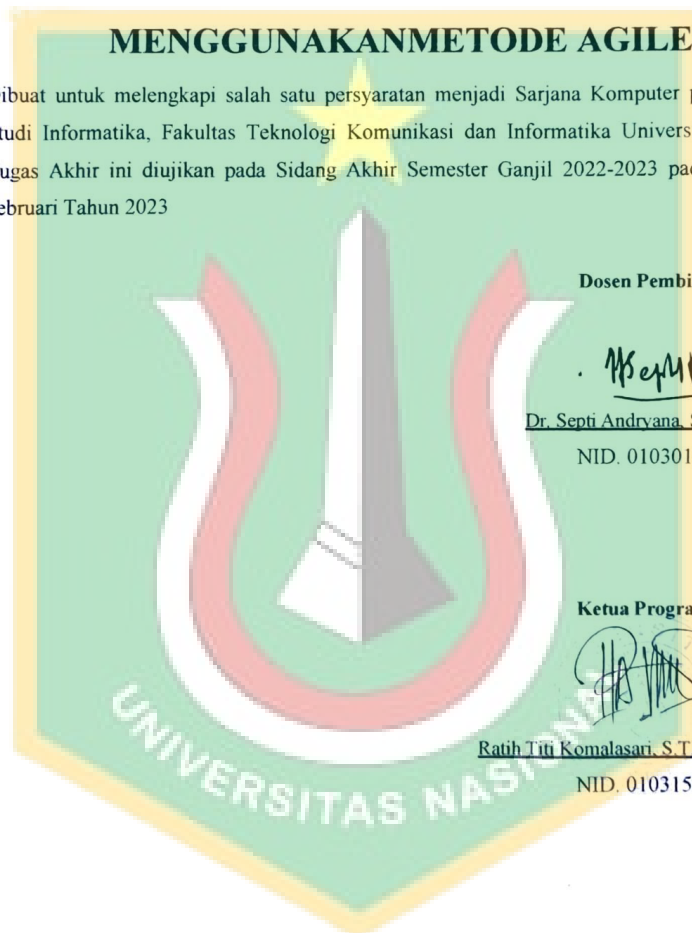 MENGGUNAKANMETODE AGILE
ibuat untuk melengkapi salah satu persyaratan menjadi Sarjana Komputer p
tudi Informatika, Fakultas Teknologi Komunikasi dan Informatika Univers
ugas Akhir ini diujikan pada Sidang Akhir Semester Ganjil 2022-2023 pad
ebruari Tahun 2023
Dosen Pembi
Dr. Septi Andryana, S
NID. 010301
Ketua Progra
Ratih Titi Komalasari, S.T
NID. 010315
UNIVERSITAS NASIONAL